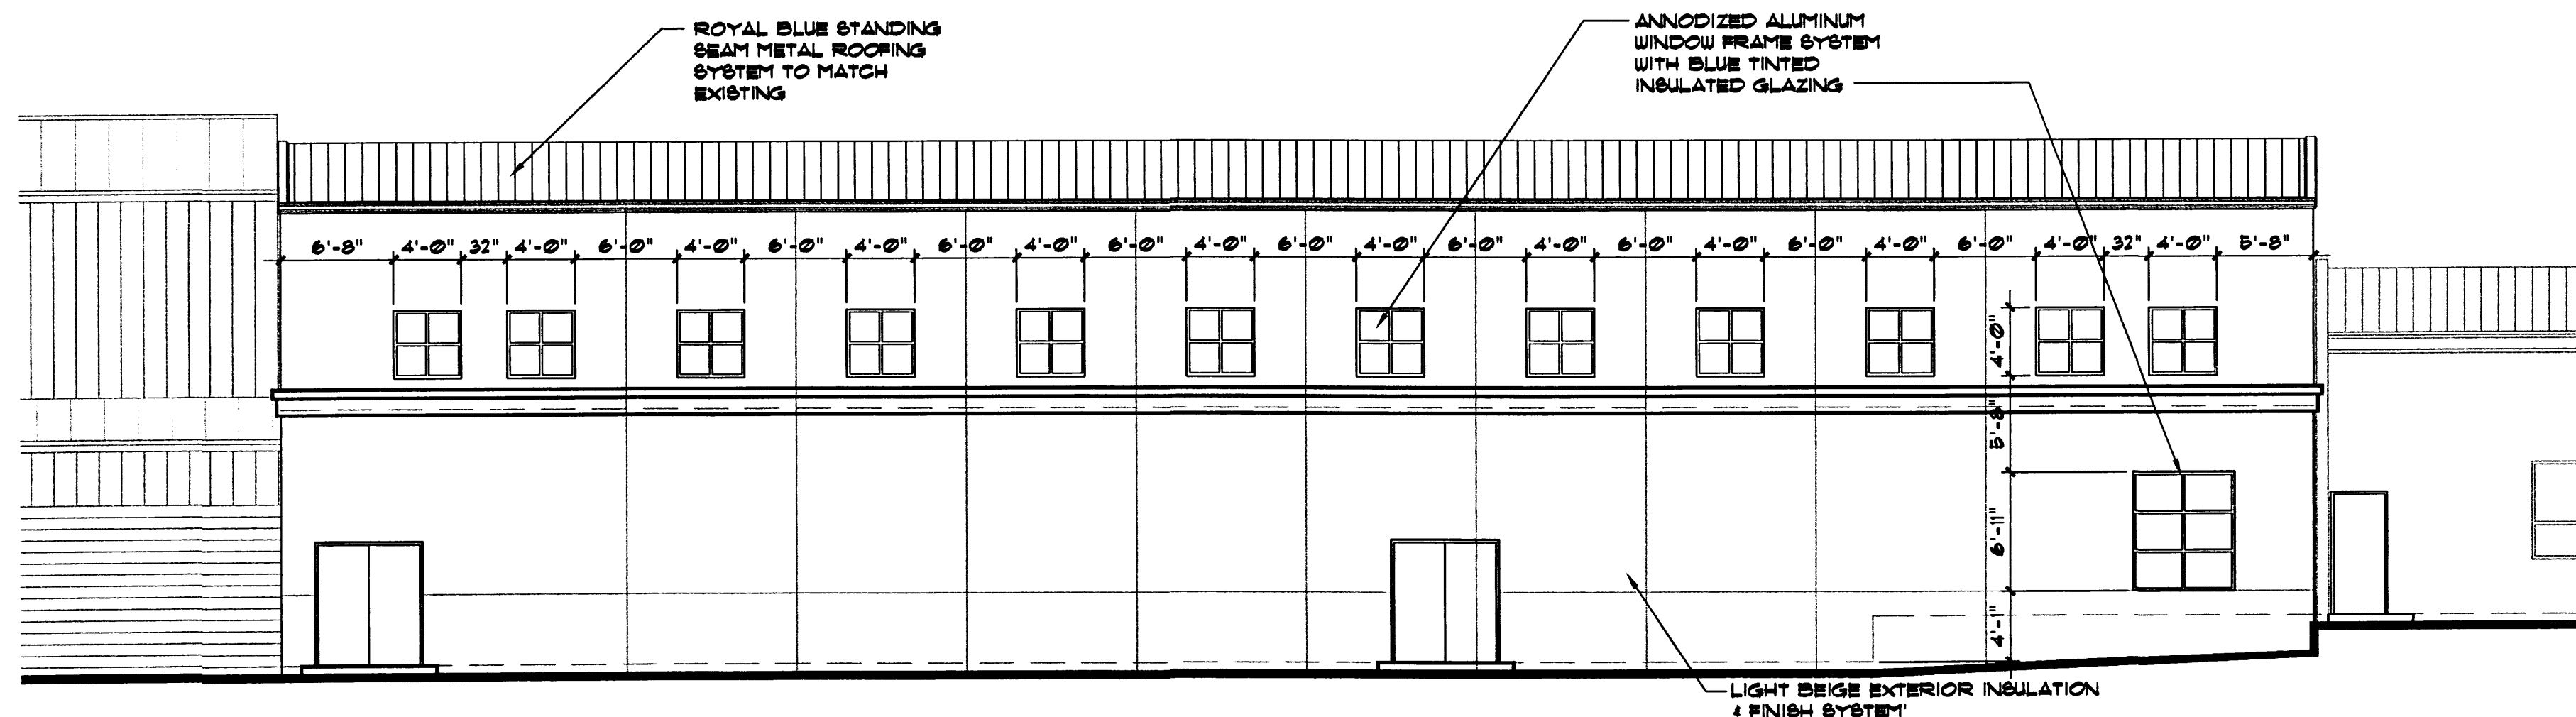 ROYAL BLUE STANDING
SEAM METAL ROOFING
SYSTEM TO MATCH
EXISTING
ANNODIZED ALUMINUM
WINDOW FRAME SYSTEM
WITH BLUE TINTED
INSULATED GLAZING
6'-8" 4'-0" 32" 4'-0" 6'-0" 4'-0" 6'-0" 4'-0" 6'-0" 4'-0" 6'-0" 4'-0" 6'-0" 4'-0" 6'-0" 4'-0" 6'-0" 4'-0" 6'-0" 4'-0" 6'-0" 4'-0" 32" 4'-0" 5'-8"
4'-0"
5'-8"
6'-11"
4'-1"
LIGHT BEIGE EXTERIOR INSULATION
& FINISH SYSTEM'